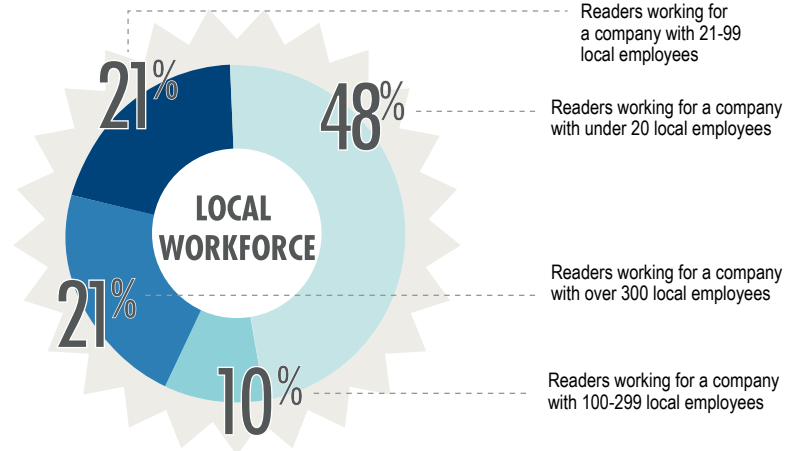 Readers working for
a company with 21-99
local employees
21%
48%
Readers working for a company
with under 20 local employees
LOCAL
WORKFORCE
21%
Readers working for a company
with over 300 local employees
10%
Readers working for a company
with 100-299 local employees